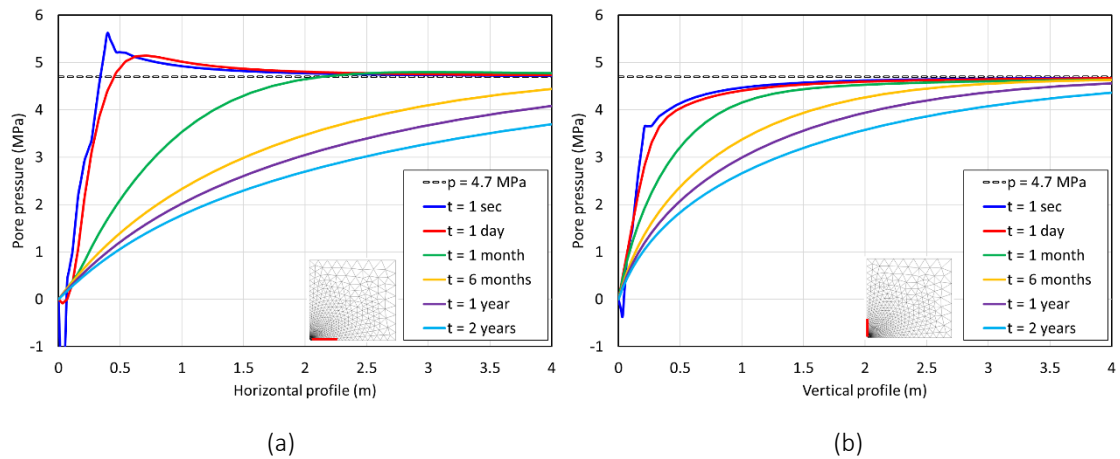 6
5
4
3
2
1
0
-1
Pore pressure (MPa)
0 0.5 1 1.5 2 2.5 3 3.5 4
Horizontal profile (m)
p = 4.7 MPa
t = 1 sec
t = 1 day
t = 1 month
t = 6 months
t = 1 year
t = 2 years
(a)
6
5
4
3
2
1
0
-1
Pore pressure (MPa)
0 0.5 1 1.5 2 2.5 3 3.5 4
Vertical profile (m)
p = 4.7 MPa
t = 1 sec
t = 1 day
t = 1 month
t = 6 months
t = 1 year
t = 2 years
(b)